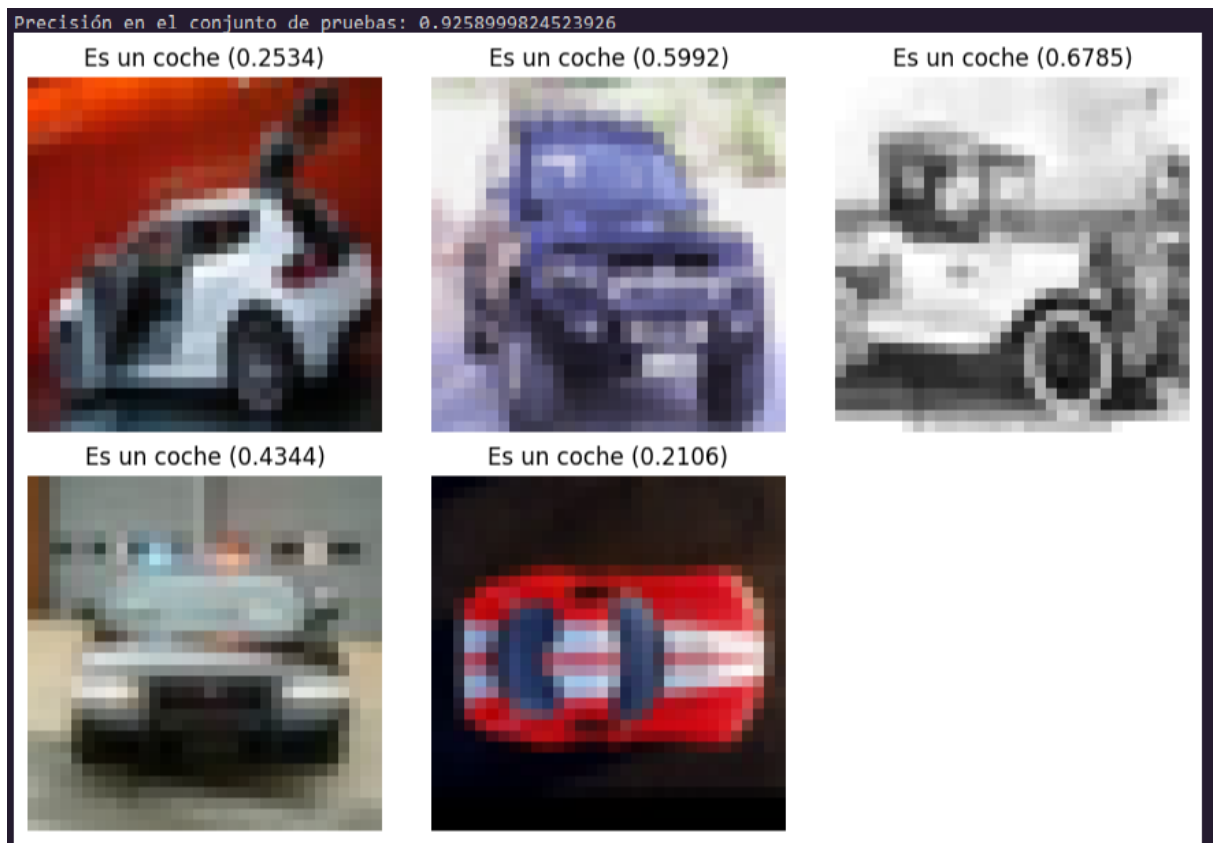 Precisión en el conjunto de pruebas: 0.9258999824523926
Es un coche (0.2534)
Es un coche (0.5992)
Es un coche (0.6785)
Es un coche (0.4344)
Es un coche (0.2106)